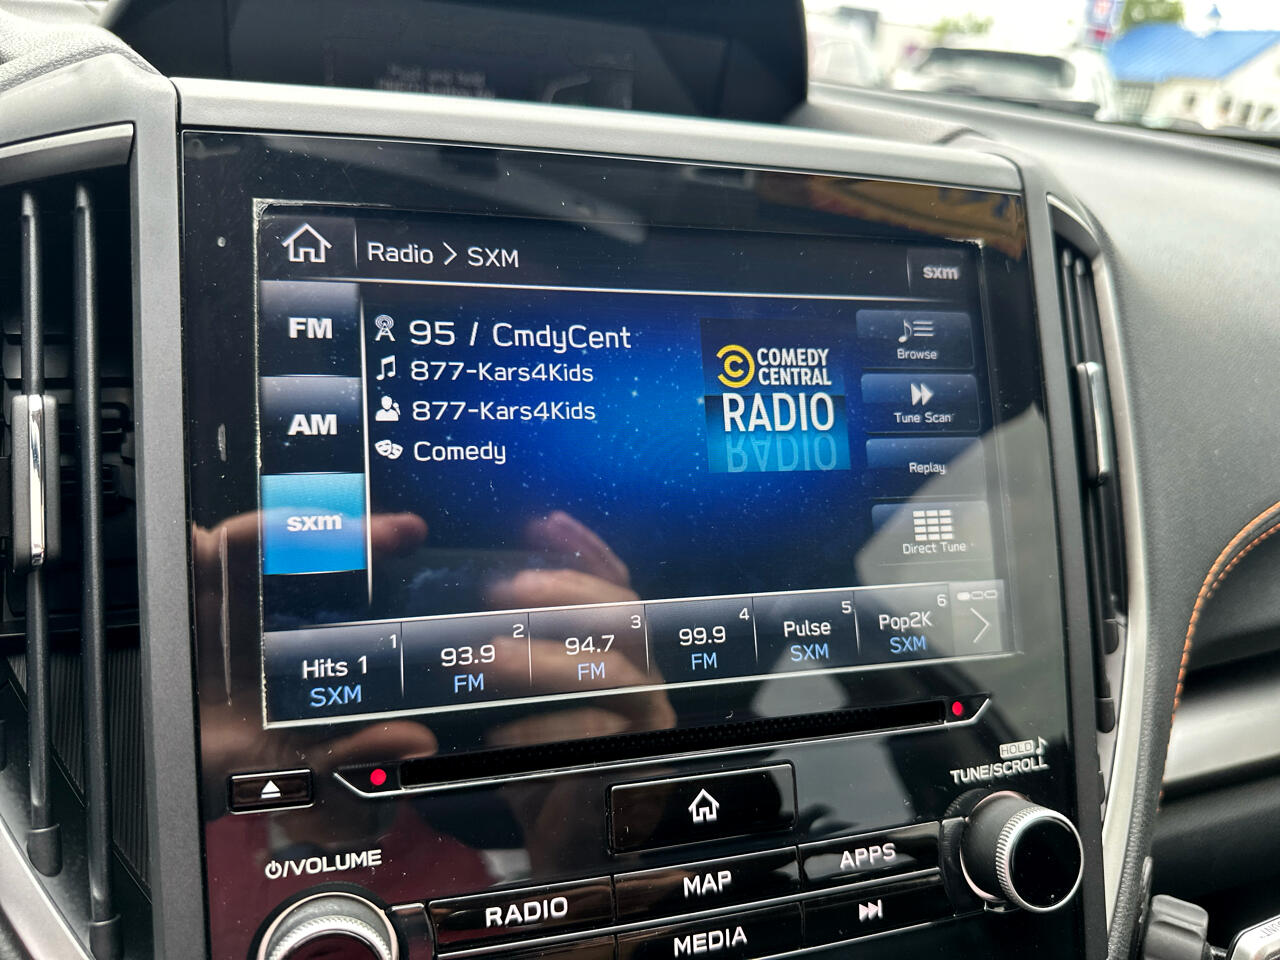 Radio > SXM
sxm
FM
AM
sxm
95 / CmdyCent
877-Kars4Kids
877-Kars4Kids
Comedy
COMEDY
CENTRAL
RADIO
Browse
Tune Scan
Replay
Direct Tune
1
Hits 1
SXM
2
93.9
FM
3
94.7
FM
4
99.9
FM
5
Pulse
SXM
6
Pop2K
SXM
HOLD
TUNE/SCROLL
/VOLUME
RADIO
MAP
APPS
MEDIA